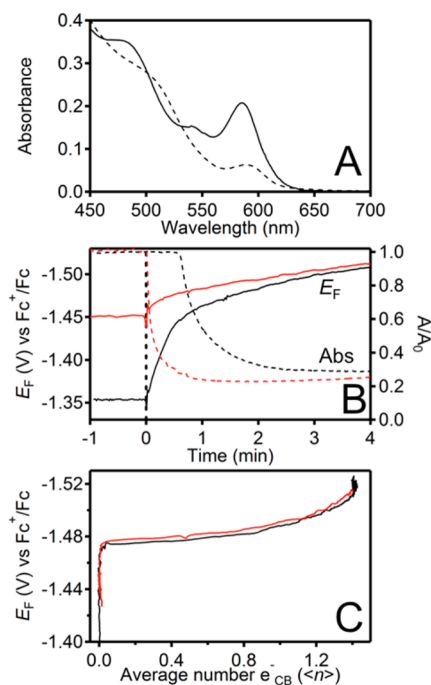 0.4
0.3
0.2
0.1
0.0
Absorbance
A
450 500 550 600 650 700
Wavelength (nm)
-1.50
-1.45
-1.40
-1.35
E_F (V) vs Fc⁺/Fc
E_F
Abs
B
1.0
0.8
0.6
0.4
0.2
0.0
A/A₀
-1 0 1 2 3 4
Time (min)
-1.52
-1.48
-1.44
-1.40
E_F (V) vs Fc⁺/Fc
C
0.0 0.4 0.8 1.2
Average number e⁻_CB (<n>)